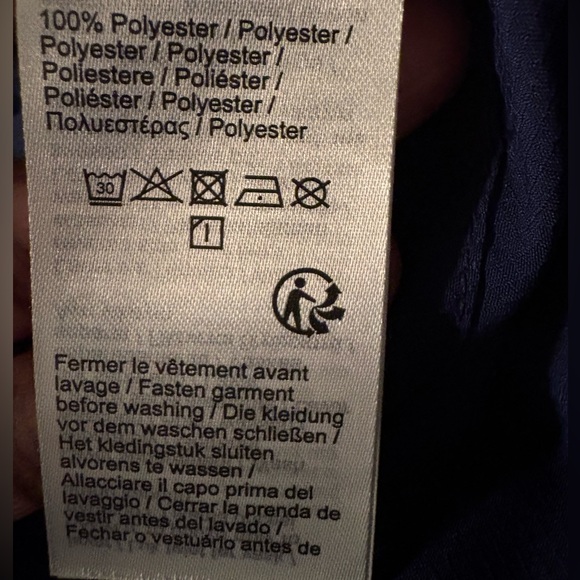 100% Polyester / Polyester /
Polyester / Polyester /
Poliestere / Poliéster /
Poliéster / Polyester /
Πολυεστέρας / Polyester
30
Fermer le vêtement avant
lavage / Fasten garment
before washing / Die kleidung
vor dem waschen schließen /
Het kledingstuk sluiten
alvorens te wassen /
Allacciare il capo prima del
lavaggio / Cerrar la prenda de
vestir antes del lavado /
Fechar o vestuário antes de